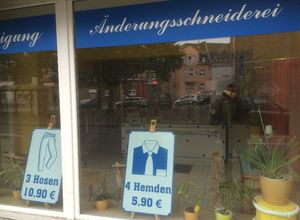 igung
Änderungsschneiderei
3 Hosen
10.90 €
4 Hemden
5.90 €